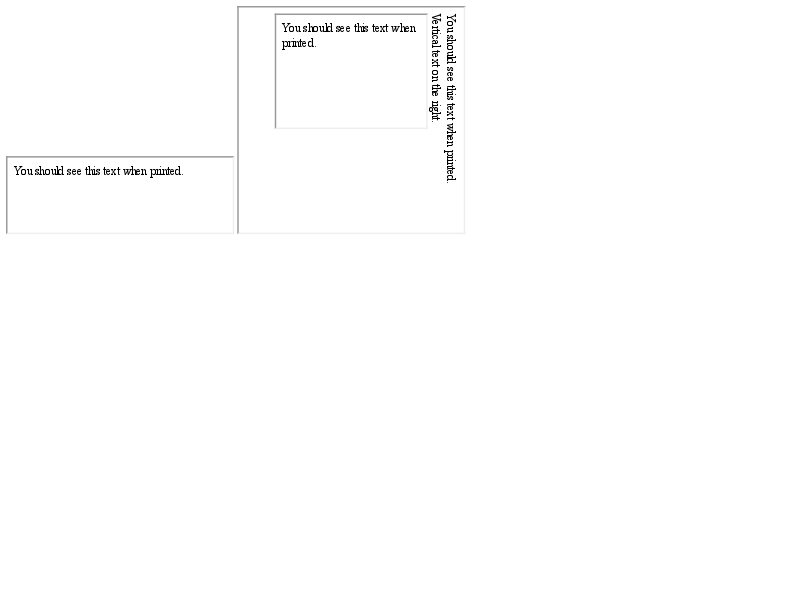 You should see this text when printed.
You should see this text when
printed.
You should see this text when printed.
Vertical text on the right.